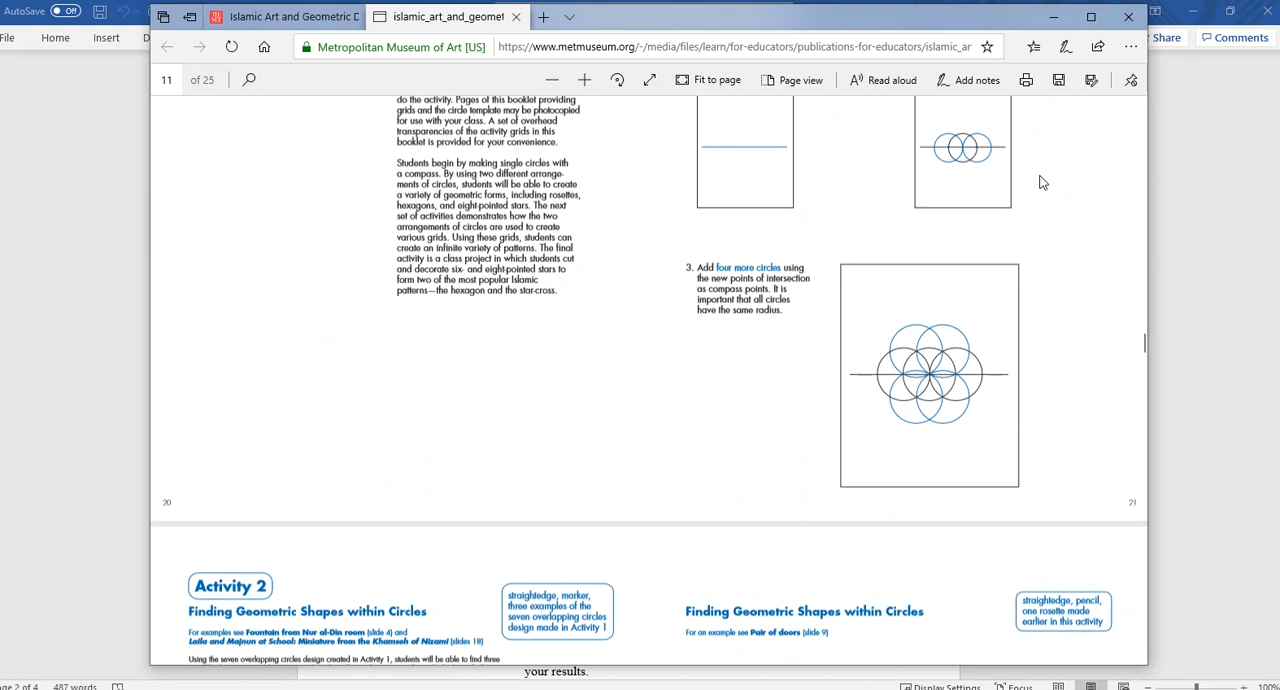 AutoSave Off
File Home Insert
Share Comments
Islamic Art and Geometric D
islamic_art_and_geomet
Metropolitan Museum of Art [US] https://www.metmuseum.org/-/media/files/learn/for-educators/publications-for-educators/islamic_ar
11 of 25
Fit to page
Page view
Read aloud
Add notes
do the activity. Pages of this booklet providing
grids and the circle template may be photocopied
for use with your class. A set of overhead
transparencies of the activity grids in this
booklet is provided for your convenience.
Students begin by making single circles with
a compass. By using two different arrange-
ments of circles, students will be able to create
a variety of geometric forms, including rosettes,
hexagons, and eight-pointed stars. The next
set of activities demonstrates how the two
arrangements of circles are used to create
various grids. Using these grids, students can
create an infinite variety of patterns. The final
activity is a class project in which students cut
and decorate six- and eight-pointed stars to
form two of the most popular Islamic
patterns—the hexagon and the star-cross.
3. Add four more circles using
the new points of intersection
as compass points. It is
important that all circles
have the same radius.
20
21
Activity 2
Finding Geometric Shapes within Circles
For examples see Fountain from Nur al-Din room (slide 4) and
Laila and Majnun at School: Miniature from the Khamseh of Nizami (slides 18)
Using the seven overlapping circles design created in Activity 1, students will be able to find three
straightedge, marker,
three examples of the
seven overlapping circles
design made in Activity 1
Finding Geometric Shapes within Circles
For an example see Pair of doors (slide 9)
straightedge, pencil,
one rosette made
earlier in this activity
your results.
age 2 of 4 487 words
Display Settings Focus 100%